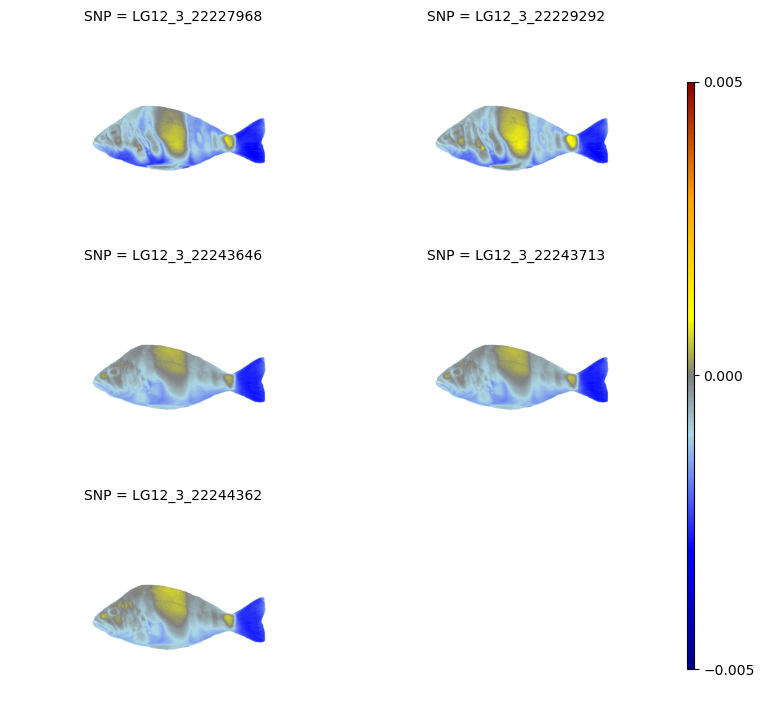 SNP = LG12_3_22227968
SNP = LG12_3_22229292
0.005
SNP = LG12_3_22243646
SNP = LG12_3_22243713
0.000
SNP = LG12_3_22244362
−0.005